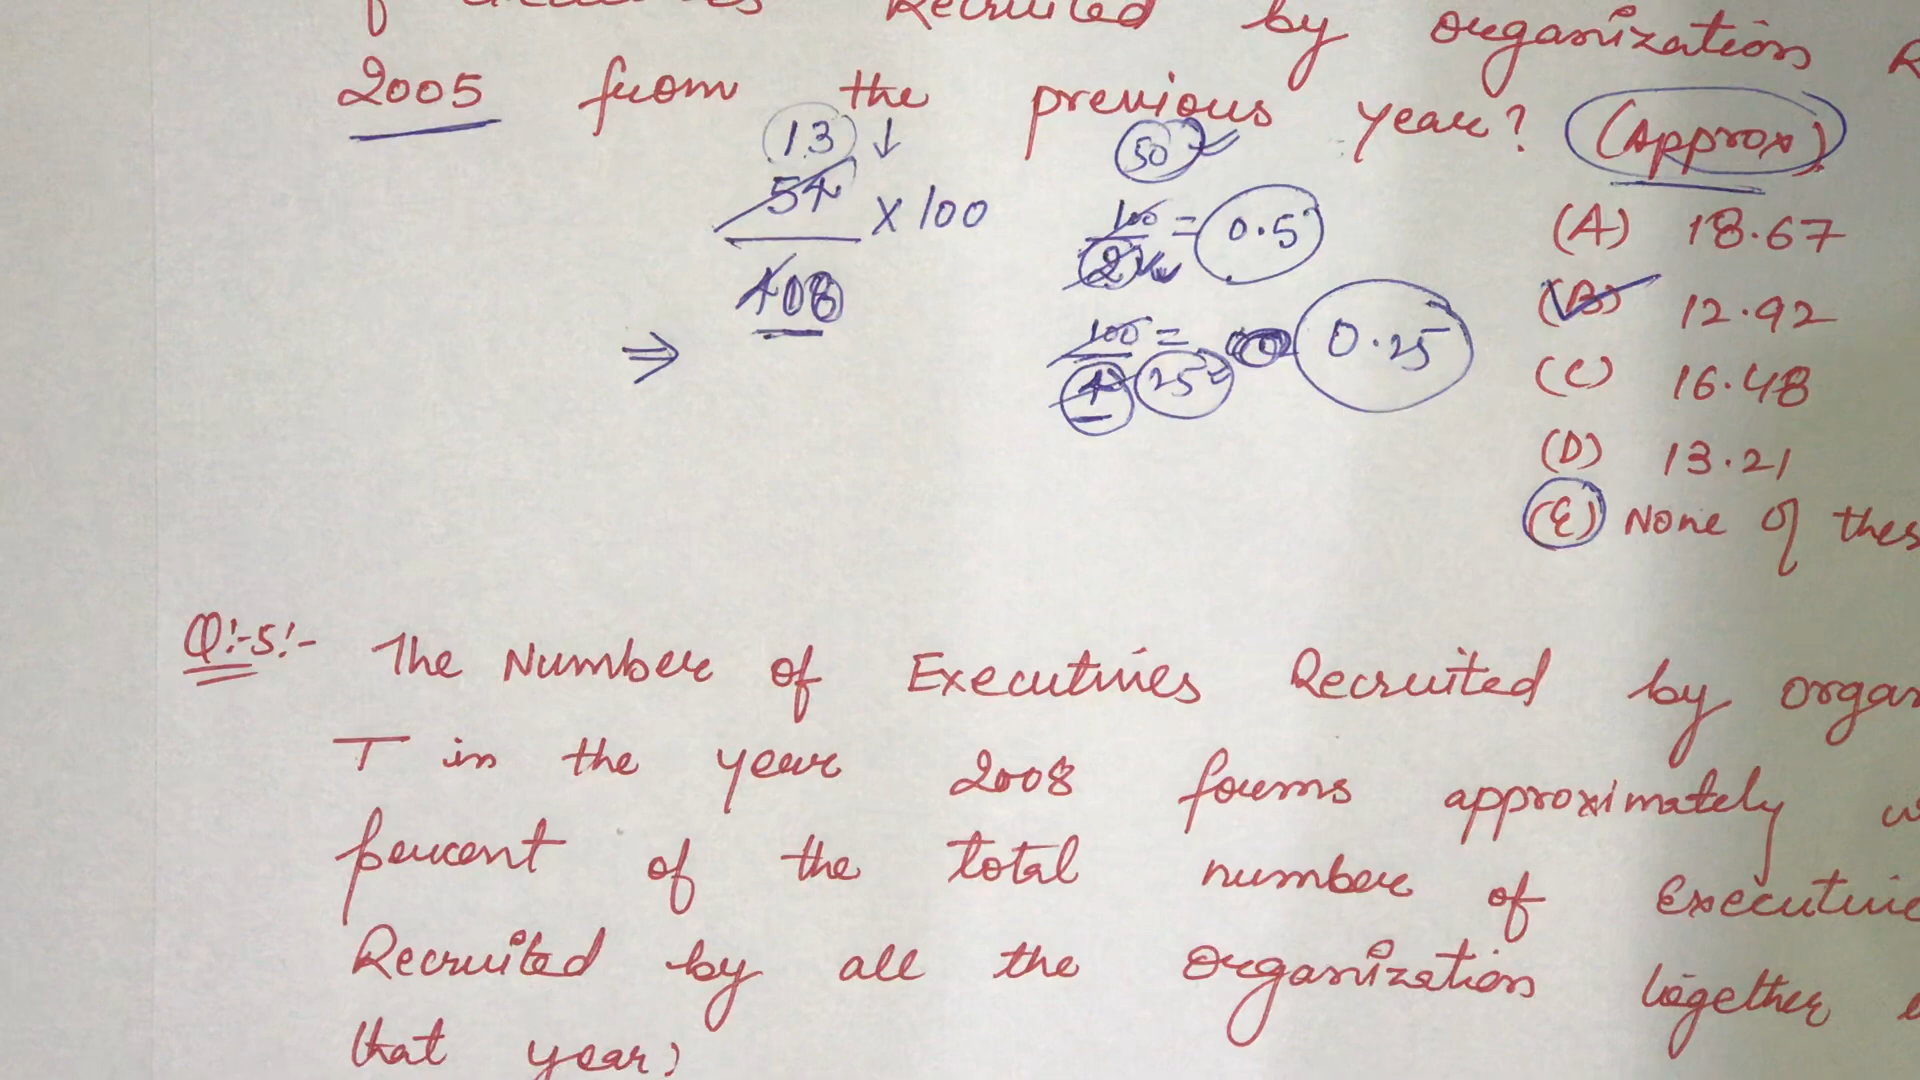 Recruited by organization R
2005 from the previous year? (Approx)
13 ↓
54
× 100
408
⇒
50
100
= 0.5
2
100
=
4 25
0.25
(A) 18.67
(B) 12.92
(C) 16.48
(D) 13.21
(E) None of thes
Q:-5:- The Number of Executives Recruited by organ
T in the year 2008 forms approximately w
percent of the total number of Executive
Recruited by all the organization together
that year?